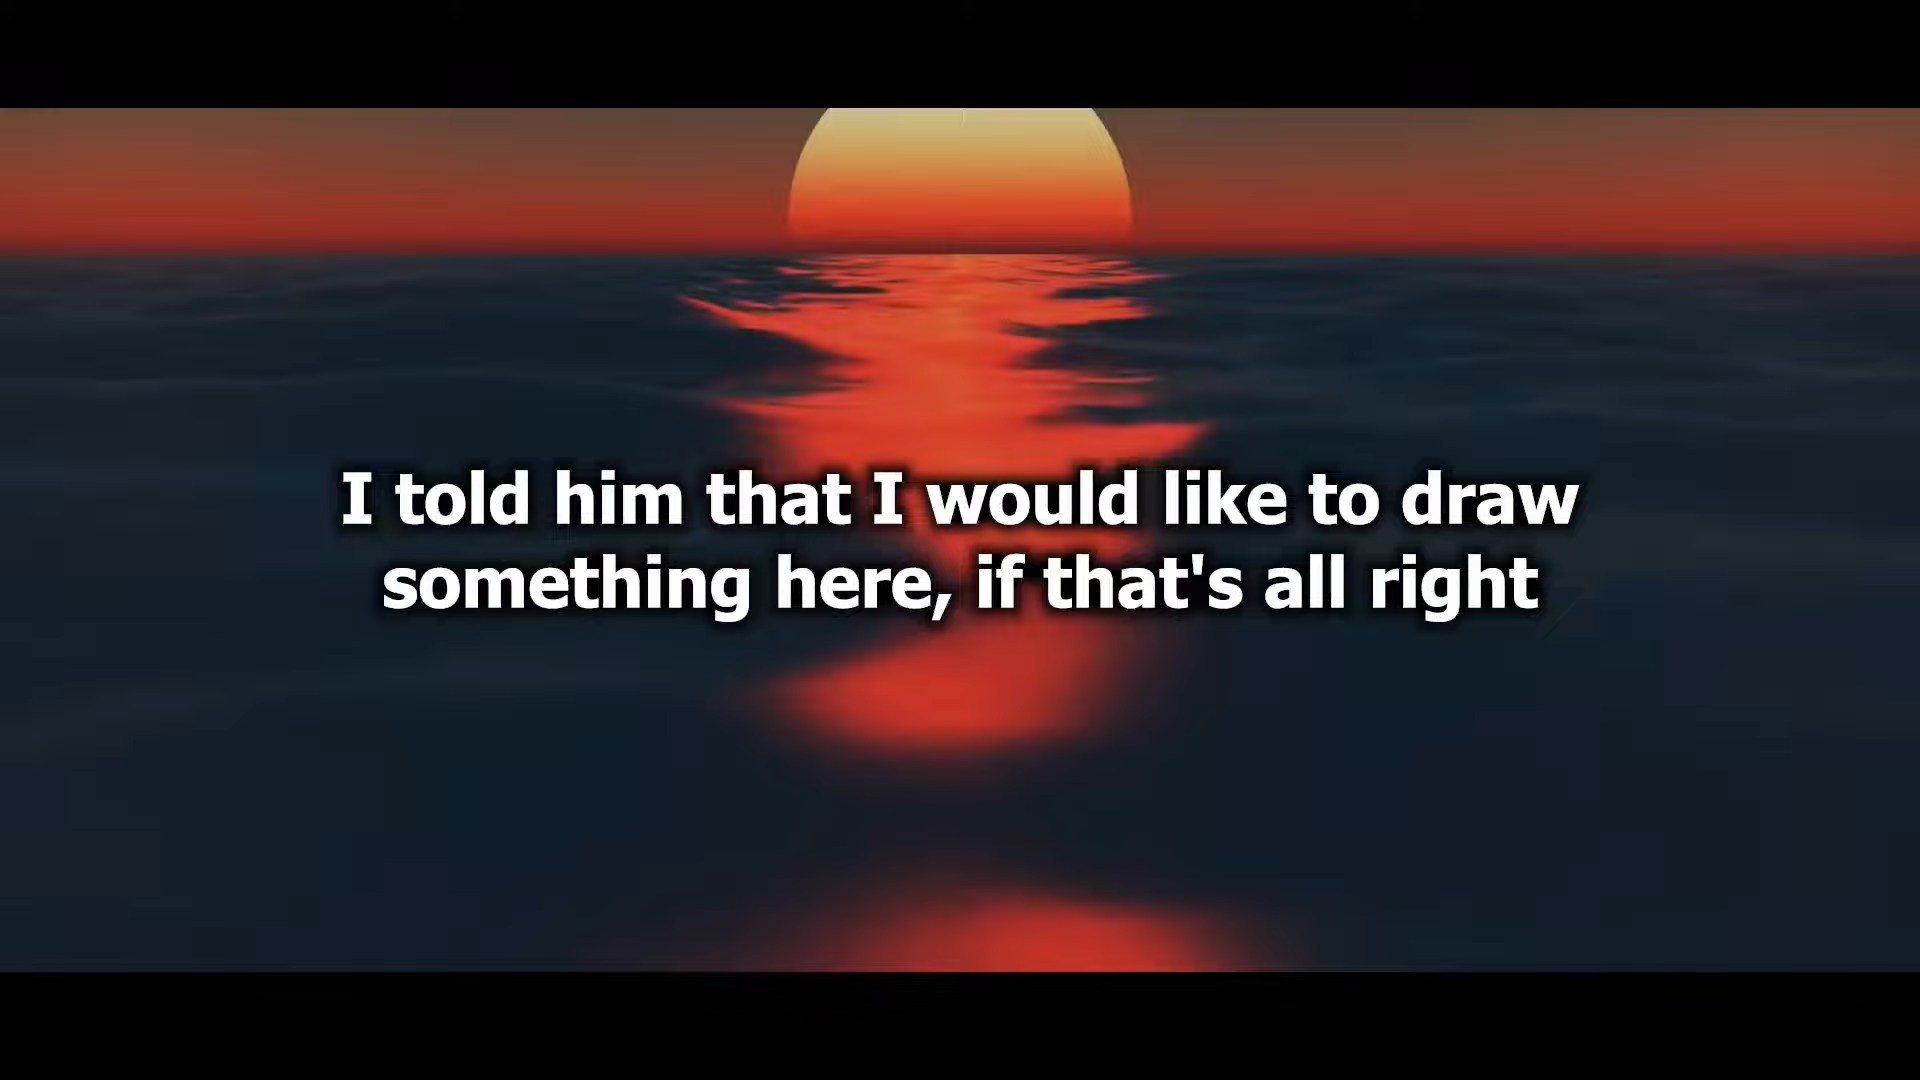 I told him that I would like to draw
something here, if that's all right